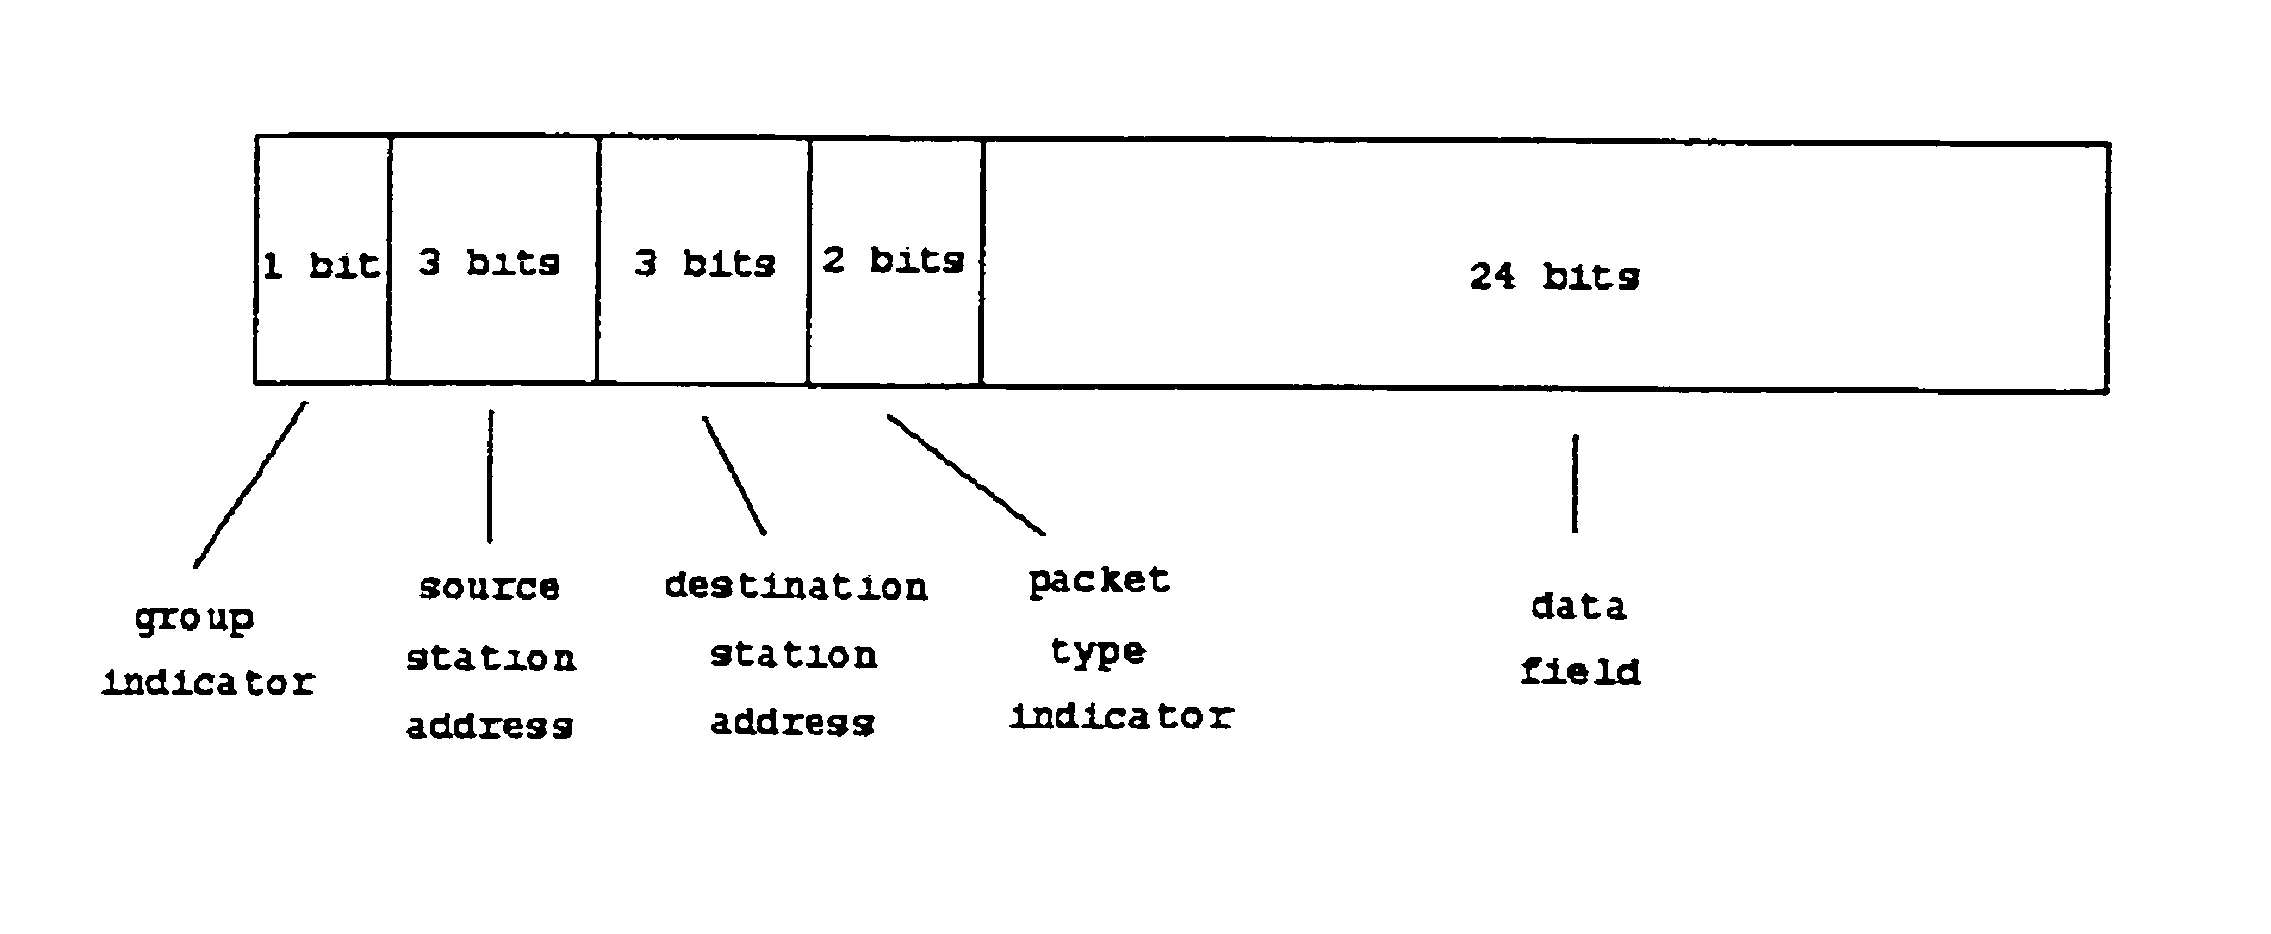 1 bit
3 bits
3 bits
2 bits
24 bits
group
indicator
source
station
address
destination
station
address
packet
type
indicator
data
field